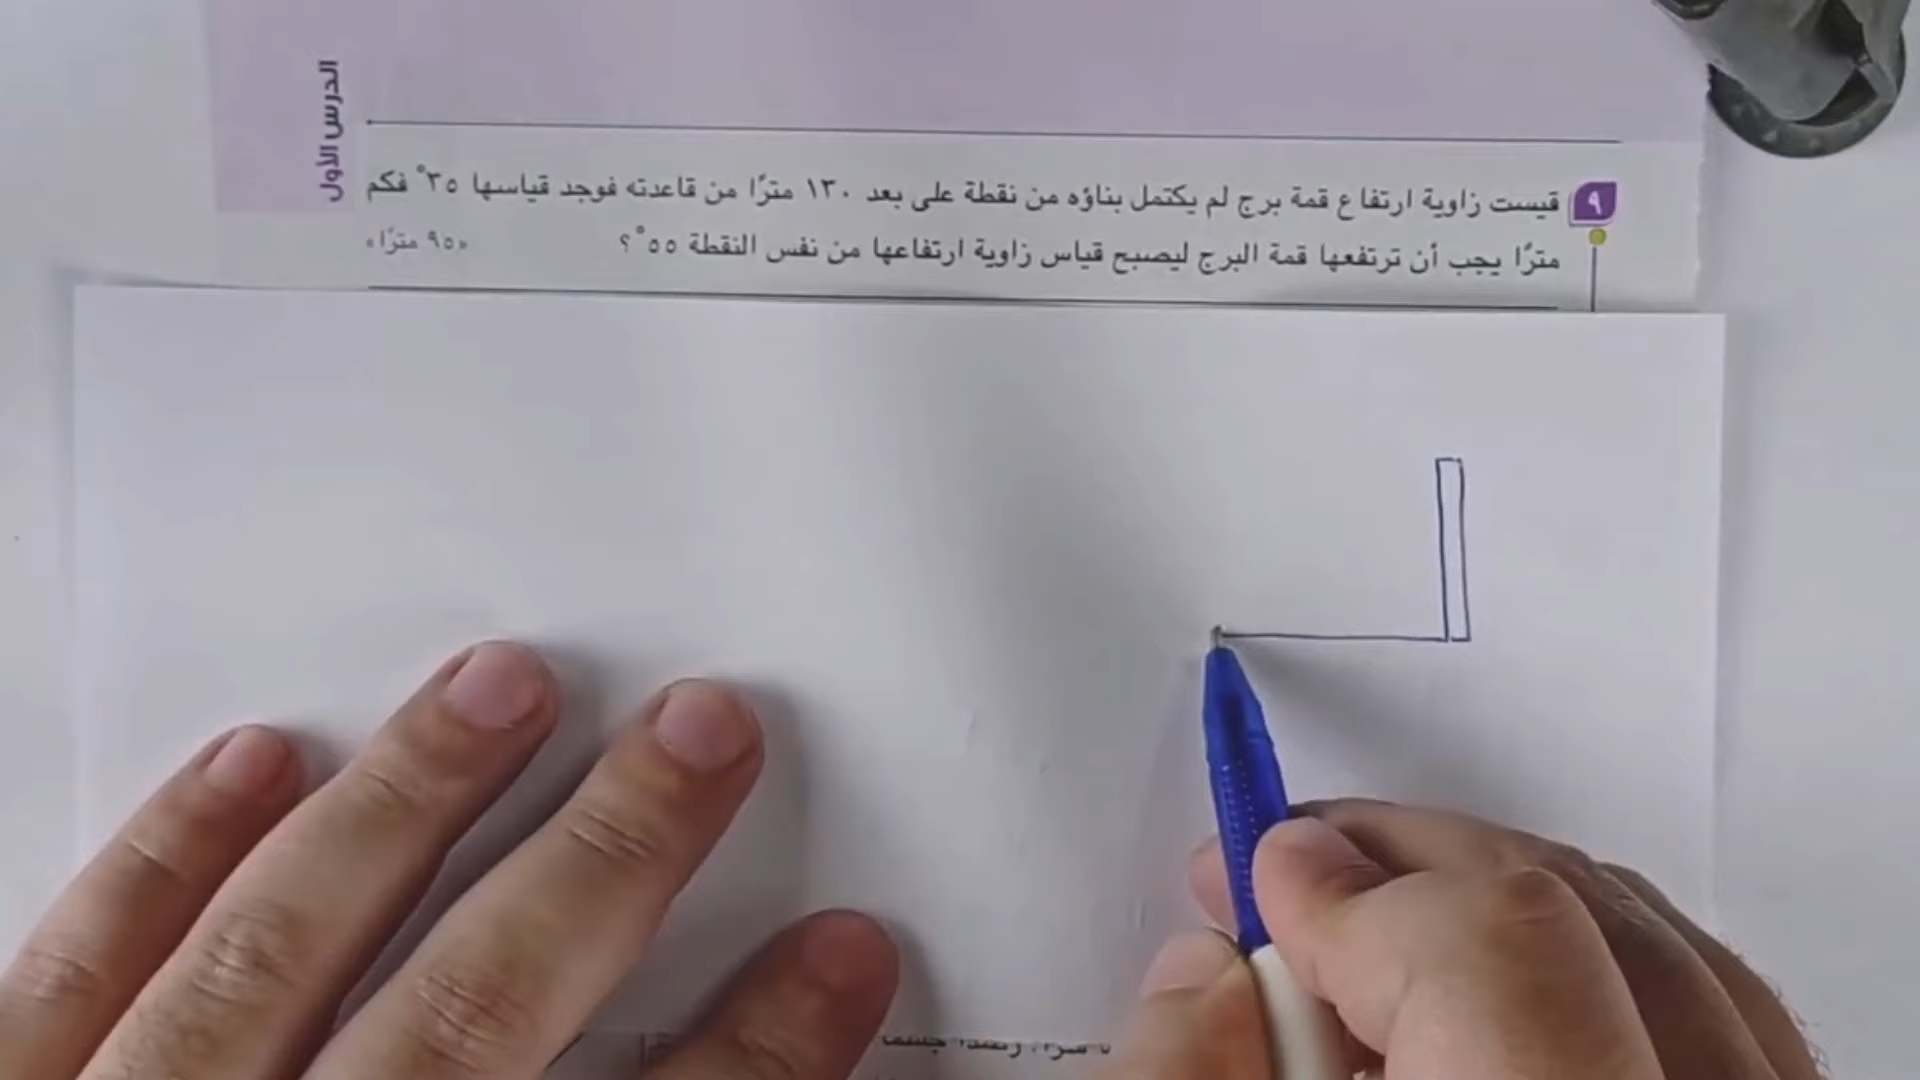 الدرس الأول
٩ قيست زاوية ارتفاع قمة برج لم يكتمل بناؤه من نقطة على بعد ١٣٠ مترًا من قاعدته فوجد قياسها ٣٥° فكم
مترًا يجب أن ترتفعها قمة البرج ليصبح قياس زاوية ارتفاعها من نفس النقطة ٥٥°؟ «٩٥ مترًا»